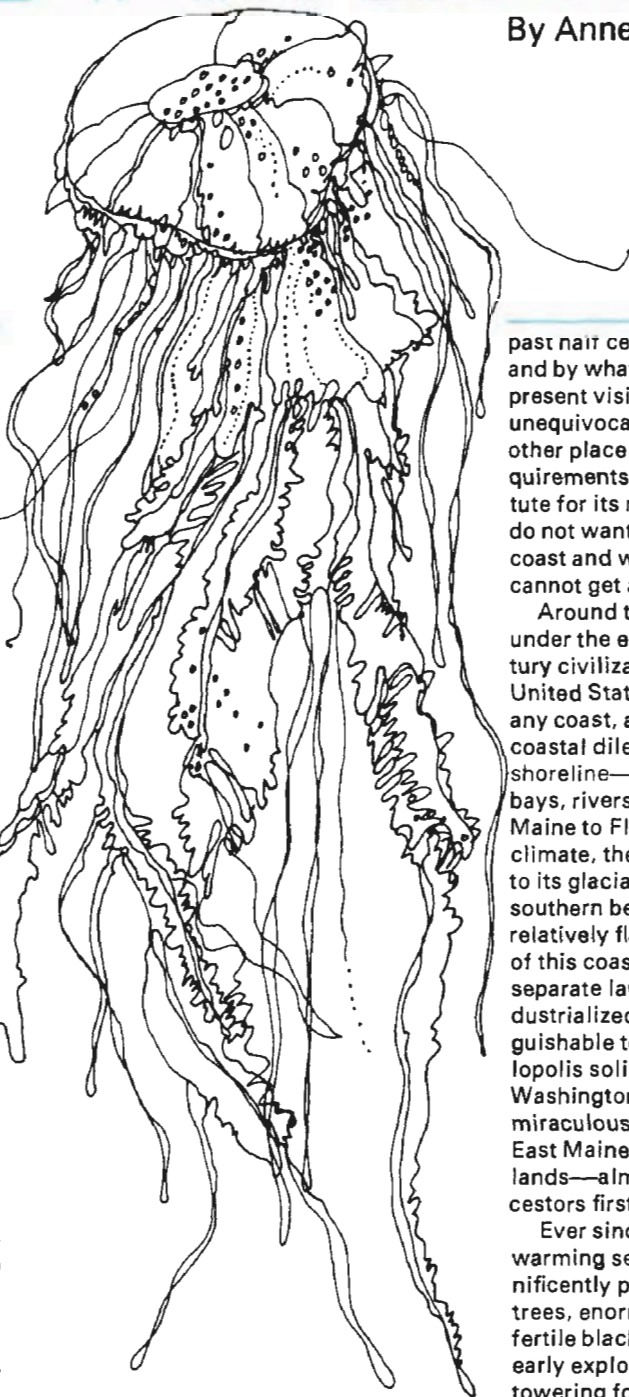 By Anne
past half ce
and by what
present visi
unequivoca
other place
quirements
tute for its r
do not want
coast and w
cannot get a
Around t
under the e
tury civiliza
United Stat
any coast, a
coastal dile
shoreline—
bays, rivers
Maine to Fl
climate, the
to its glacia
southern be
relatively fla
of this coas
separate la
dustrialized
guishable t
lopolis soli
Washington
miraculous
East Maine
lands—alm
cestors first
Ever sinc
warming se
nificently p
trees, enorr
fertile black
early explo
towering fo